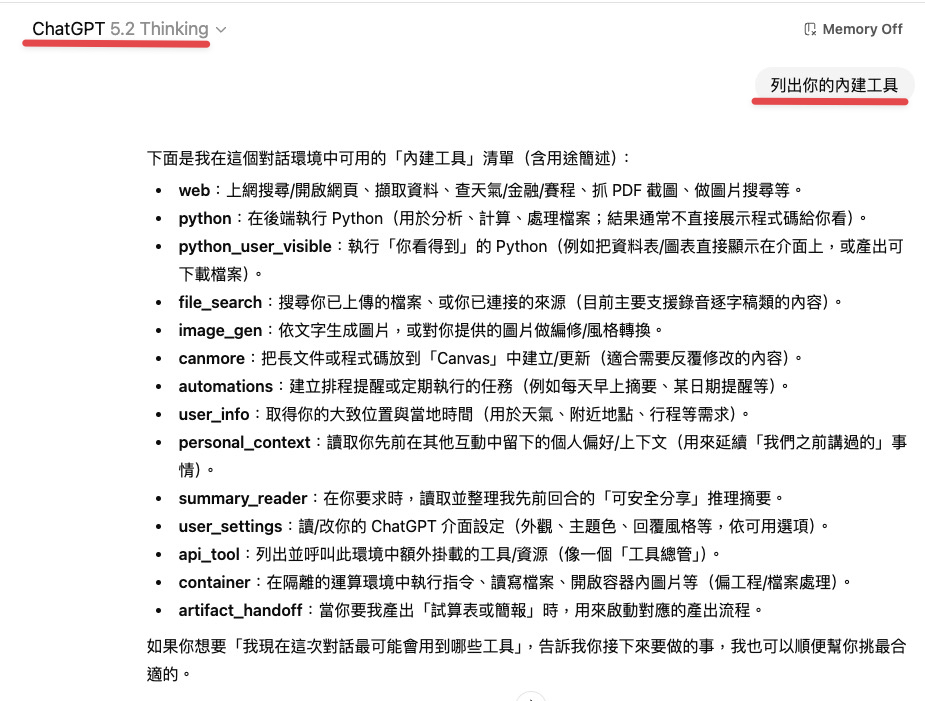 ChatGPT 5.2 Thinking
Memory Off
列出你的內建工具
下面是我在這個對話環境中可用的「內建工具」清單（含用途簡述）：
• web：上網搜尋/開啟網頁、擷取資料、查天氣/金融/賽程、抓 PDF 截圖、做圖片搜尋等。
• python：在後端執行 Python（用於分析、計算、處理檔案；結果通常不直接展示程式碼給你看）。
• python_user_visible：執行「你看得到」的 Python（例如把資料表/圖表直接顯示在介面上，或產出可
下載檔案）。
• file_search：搜尋你已上傳的檔案、或你已連接的來源（目前主要支援錄音逐字稿類的內容）。
• image_gen：依文字生成圖片，或對你提供的圖片做編修/風格轉換。
• canmore：把長文件或程式碼放到「Canvas」中建立/更新（適合需要反覆修改的內容）。
• automations：建立排程提醒或定期執行的任務（例如每天早上摘要、某日期提醒等）。
• user_info：取得你的大致位置與當地時間（用於天氣、附近地點、行程等需求）。
• personal_context：讀取你先前在其他互動中留下的個人偏好/上下文（用來延續「我們之前講過的」事
情）。
• summary_reader：在你要求時，讀取並整理我先前回合的「可安全分享」推理摘要。
• user_settings：讀/改你的 ChatGPT 介面設定（外觀、主題色、回覆風格等，依可用選項）。
• api_tool：列出並呼叫此環境中額外掛載的工具/資源（像一個「工具總管」）。
• container：在隔離的運算環境中執行指令、讀寫檔案、開啟容器內圖片等（偏工程/檔案處理）。
• artifact_handoff：當你要我產出「試算表或簡報」時，用來啟動對應的產出流程。
如果你想要「我現在這次對話最可能會用到哪些工具」，告訴我你接下來要做的事，我也可以順便幫你挑最合
適的。